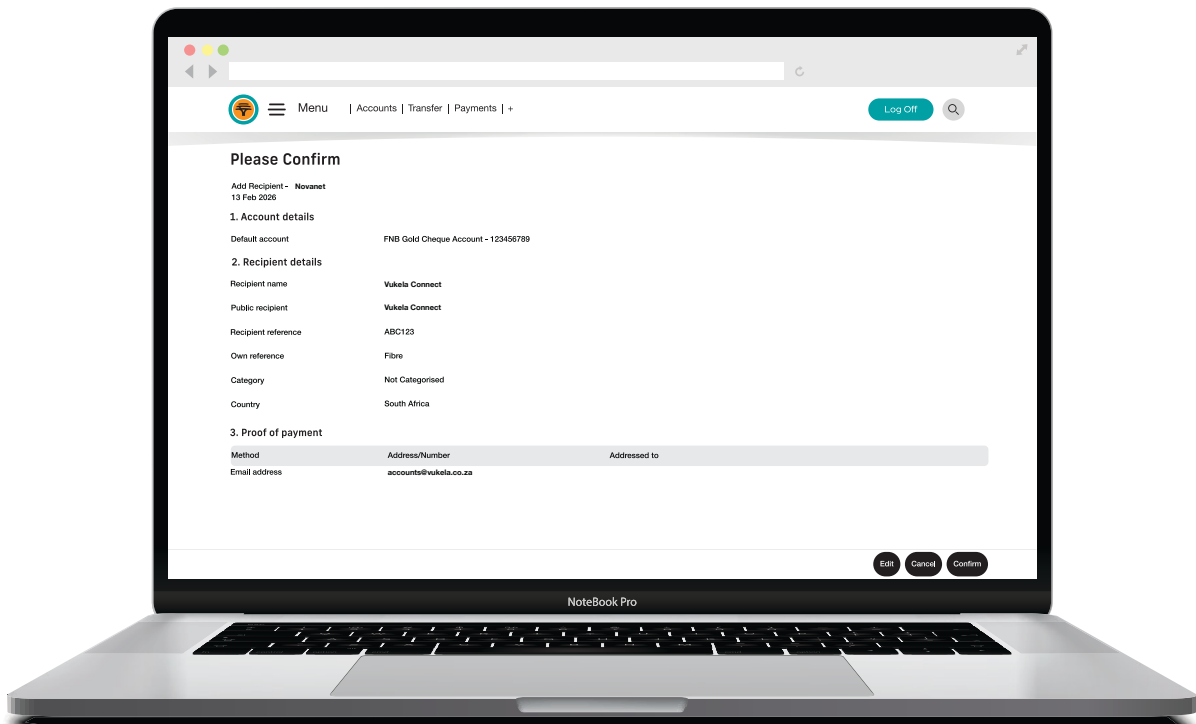 Menu | Accounts | Transfer | Payments | +
Log Off
Please Confirm
Add Recipient - Novanet
13 Feb 2026
1. Account details
Default account FNB Gold Cheque Account - 123456789
2. Recipient details
Recipient name Vukela Connect
Public recipient Vukela Connect
Recipient reference ABC123
Own reference Fibre
Category Not Categorised
Country South Africa
3. Proof of payment
Method Address/Number Addressed to
Email address accounts@vukela.co.za
Edit Cancel Confirm
NoteBook Pro